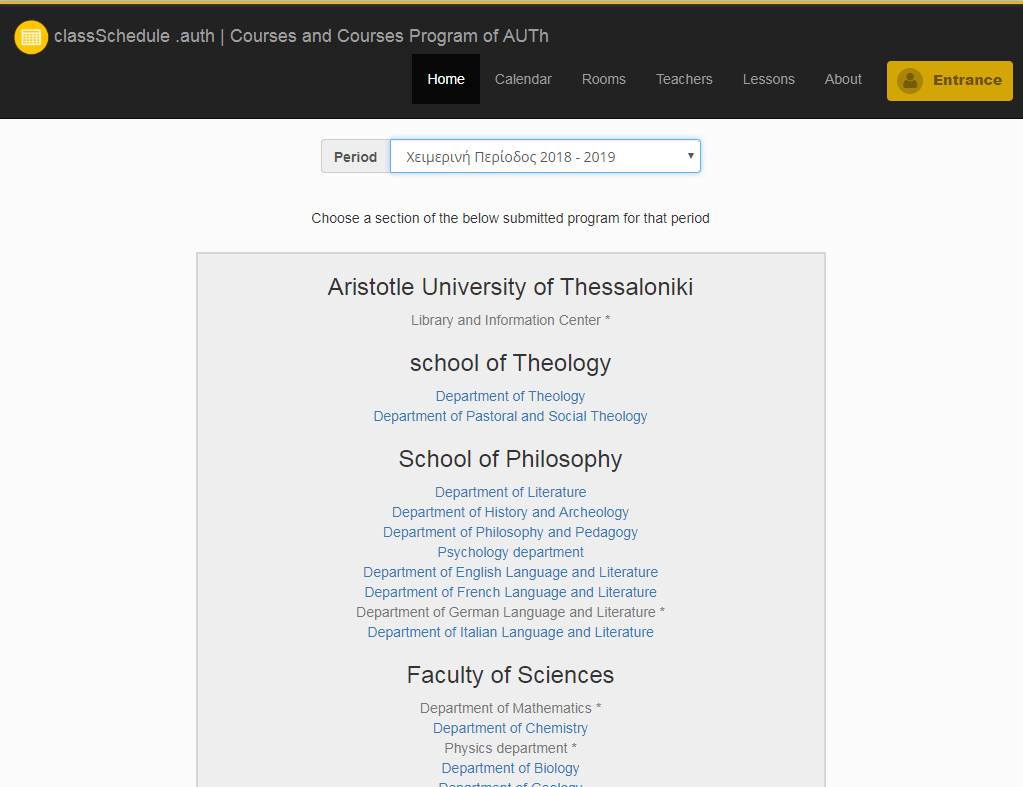 classSchedule .auth | Courses and Courses Program of AUTh
Home Calendar Rooms Teachers Lessons About Entrance
Period Χειμερινή Περίοδος 2018 - 2019
Choose a section of the below submitted program for that period
Aristotle University of Thessaloniki
Library and Information Center *
school of Theology
Department of Theology
Department of Pastoral and Social Theology
School of Philosophy
Department of Literature
Department of History and Archeology
Department of Philosophy and Pedagogy
Psychology department
Department of English Language and Literature
Department of French Language and Literature
Department of German Language and Literature *
Department of Italian Language and Literature
Faculty of Sciences
Department of Mathematics *
Department of Chemistry
Physics department *
Department of Biology
Department of Geology